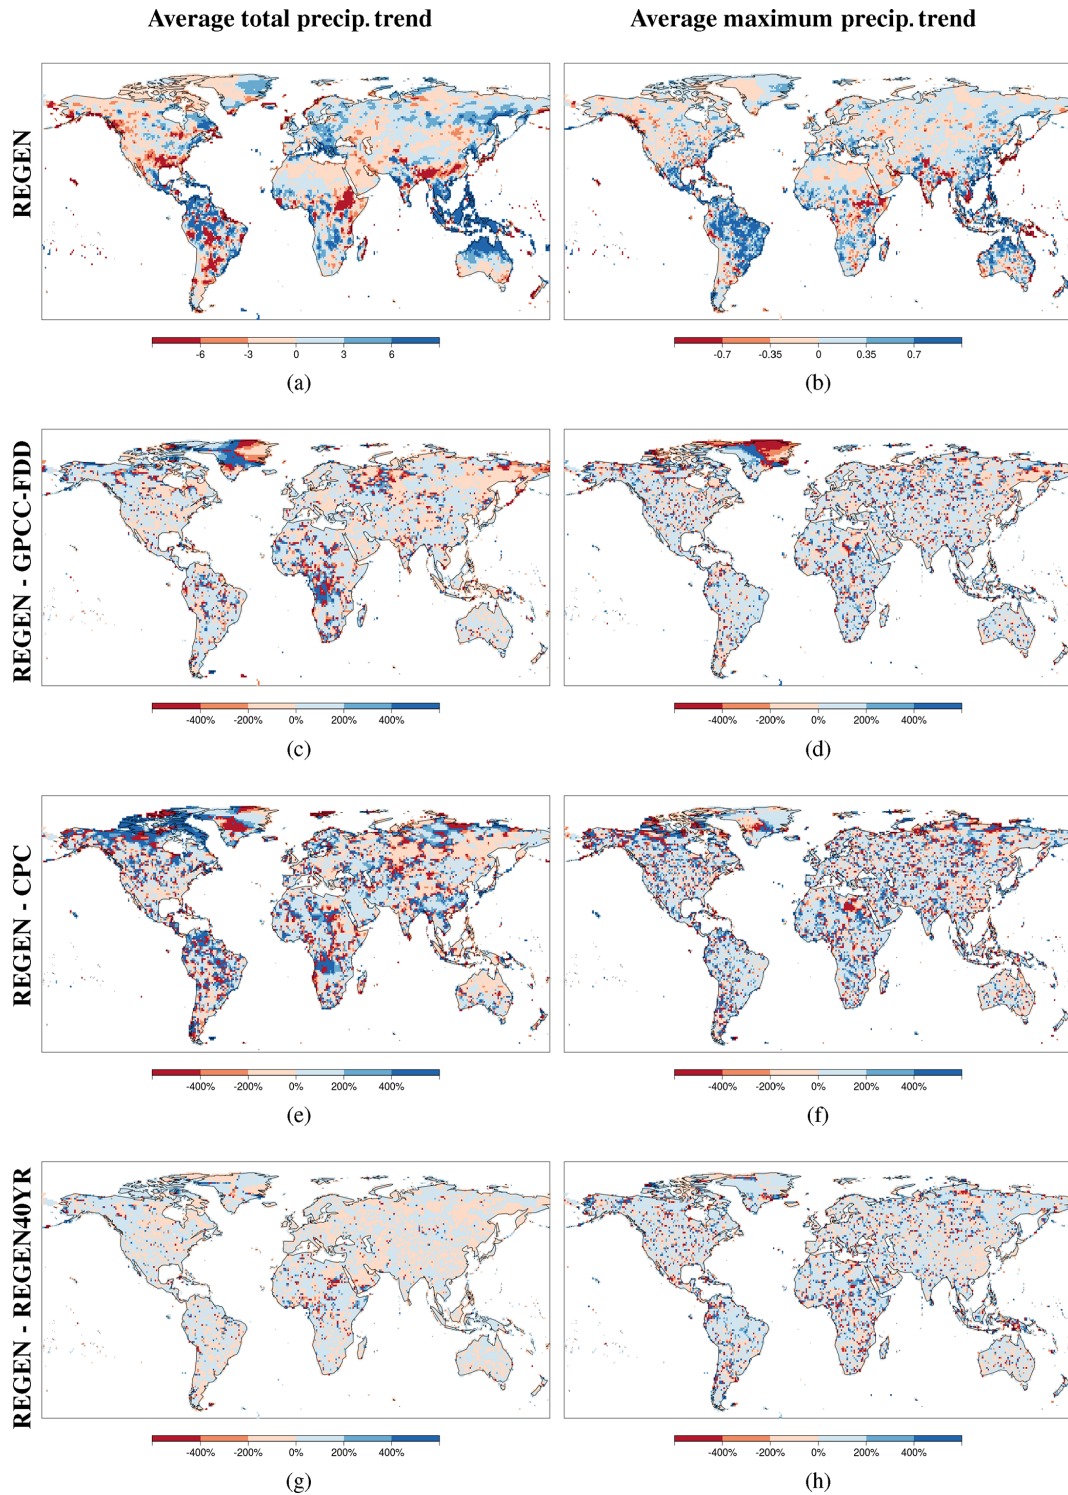 Average total precip. trend
Average maximum precip. trend
REGEN
-6 -3 0 3 6
-0.7 -0.35 0 0.35 0.7
(a)
(b)
REGEN - GPCC-FDD
-400% -200% 0% 200% 400%
-400% -200% 0% 200% 400%
(c)
(d)
REGEN - CPC
-400% -200% 0% 200% 400%
-400% -200% 0% 200% 400%
(e)
(f)
REGEN - REGEN40YR
-400% -200% 0% 200% 400%
-400% -200% 0% 200% 400%
(g)
(h)